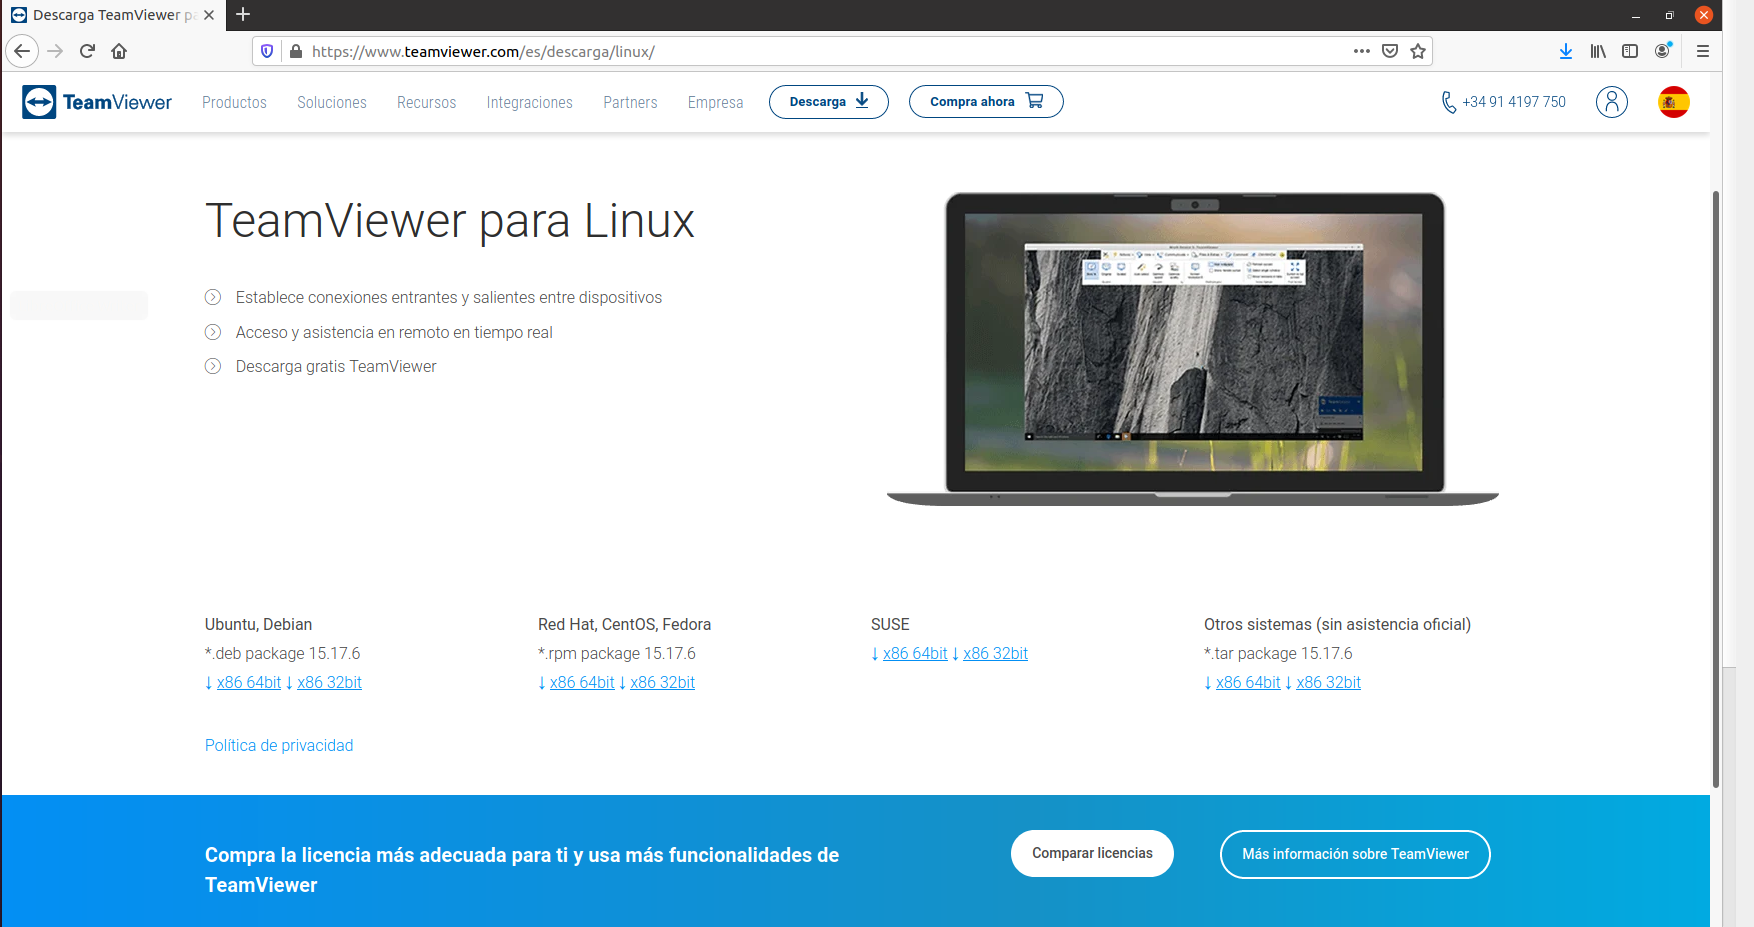 Descarga TeamViewer pa
https://www.teamviewer.com/es/descarga/linux/
TeamViewer
Productos
Soluciones
Recursos
Integraciones
Partners
Empresa
Descarga
Compra ahora
+34 91 4197 750
TeamViewer para Linux
Establece conexiones entrantes y salientes entre dispositivos
Acceso y asistencia en remoto en tiempo real
Descarga gratis TeamViewer
Ubuntu, Debian
*.deb package 15.17.6
↓ x86 64bit ↓ x86 32bit
Red Hat, CentOS, Fedora
*.rpm package 15.17.6
↓ x86 64bit ↓ x86 32bit
SUSE
↓ x86 64bit ↓ x86 32bit
Otros sistemas (sin asistencia oficial)
*.tar package 15.17.6
↓ x86 64bit ↓ x86 32bit
Política de privacidad
Compra la licencia más adecuada para ti y usa más funcionalidades de
TeamViewer
Comparar licencias
Más información sobre TeamViewer